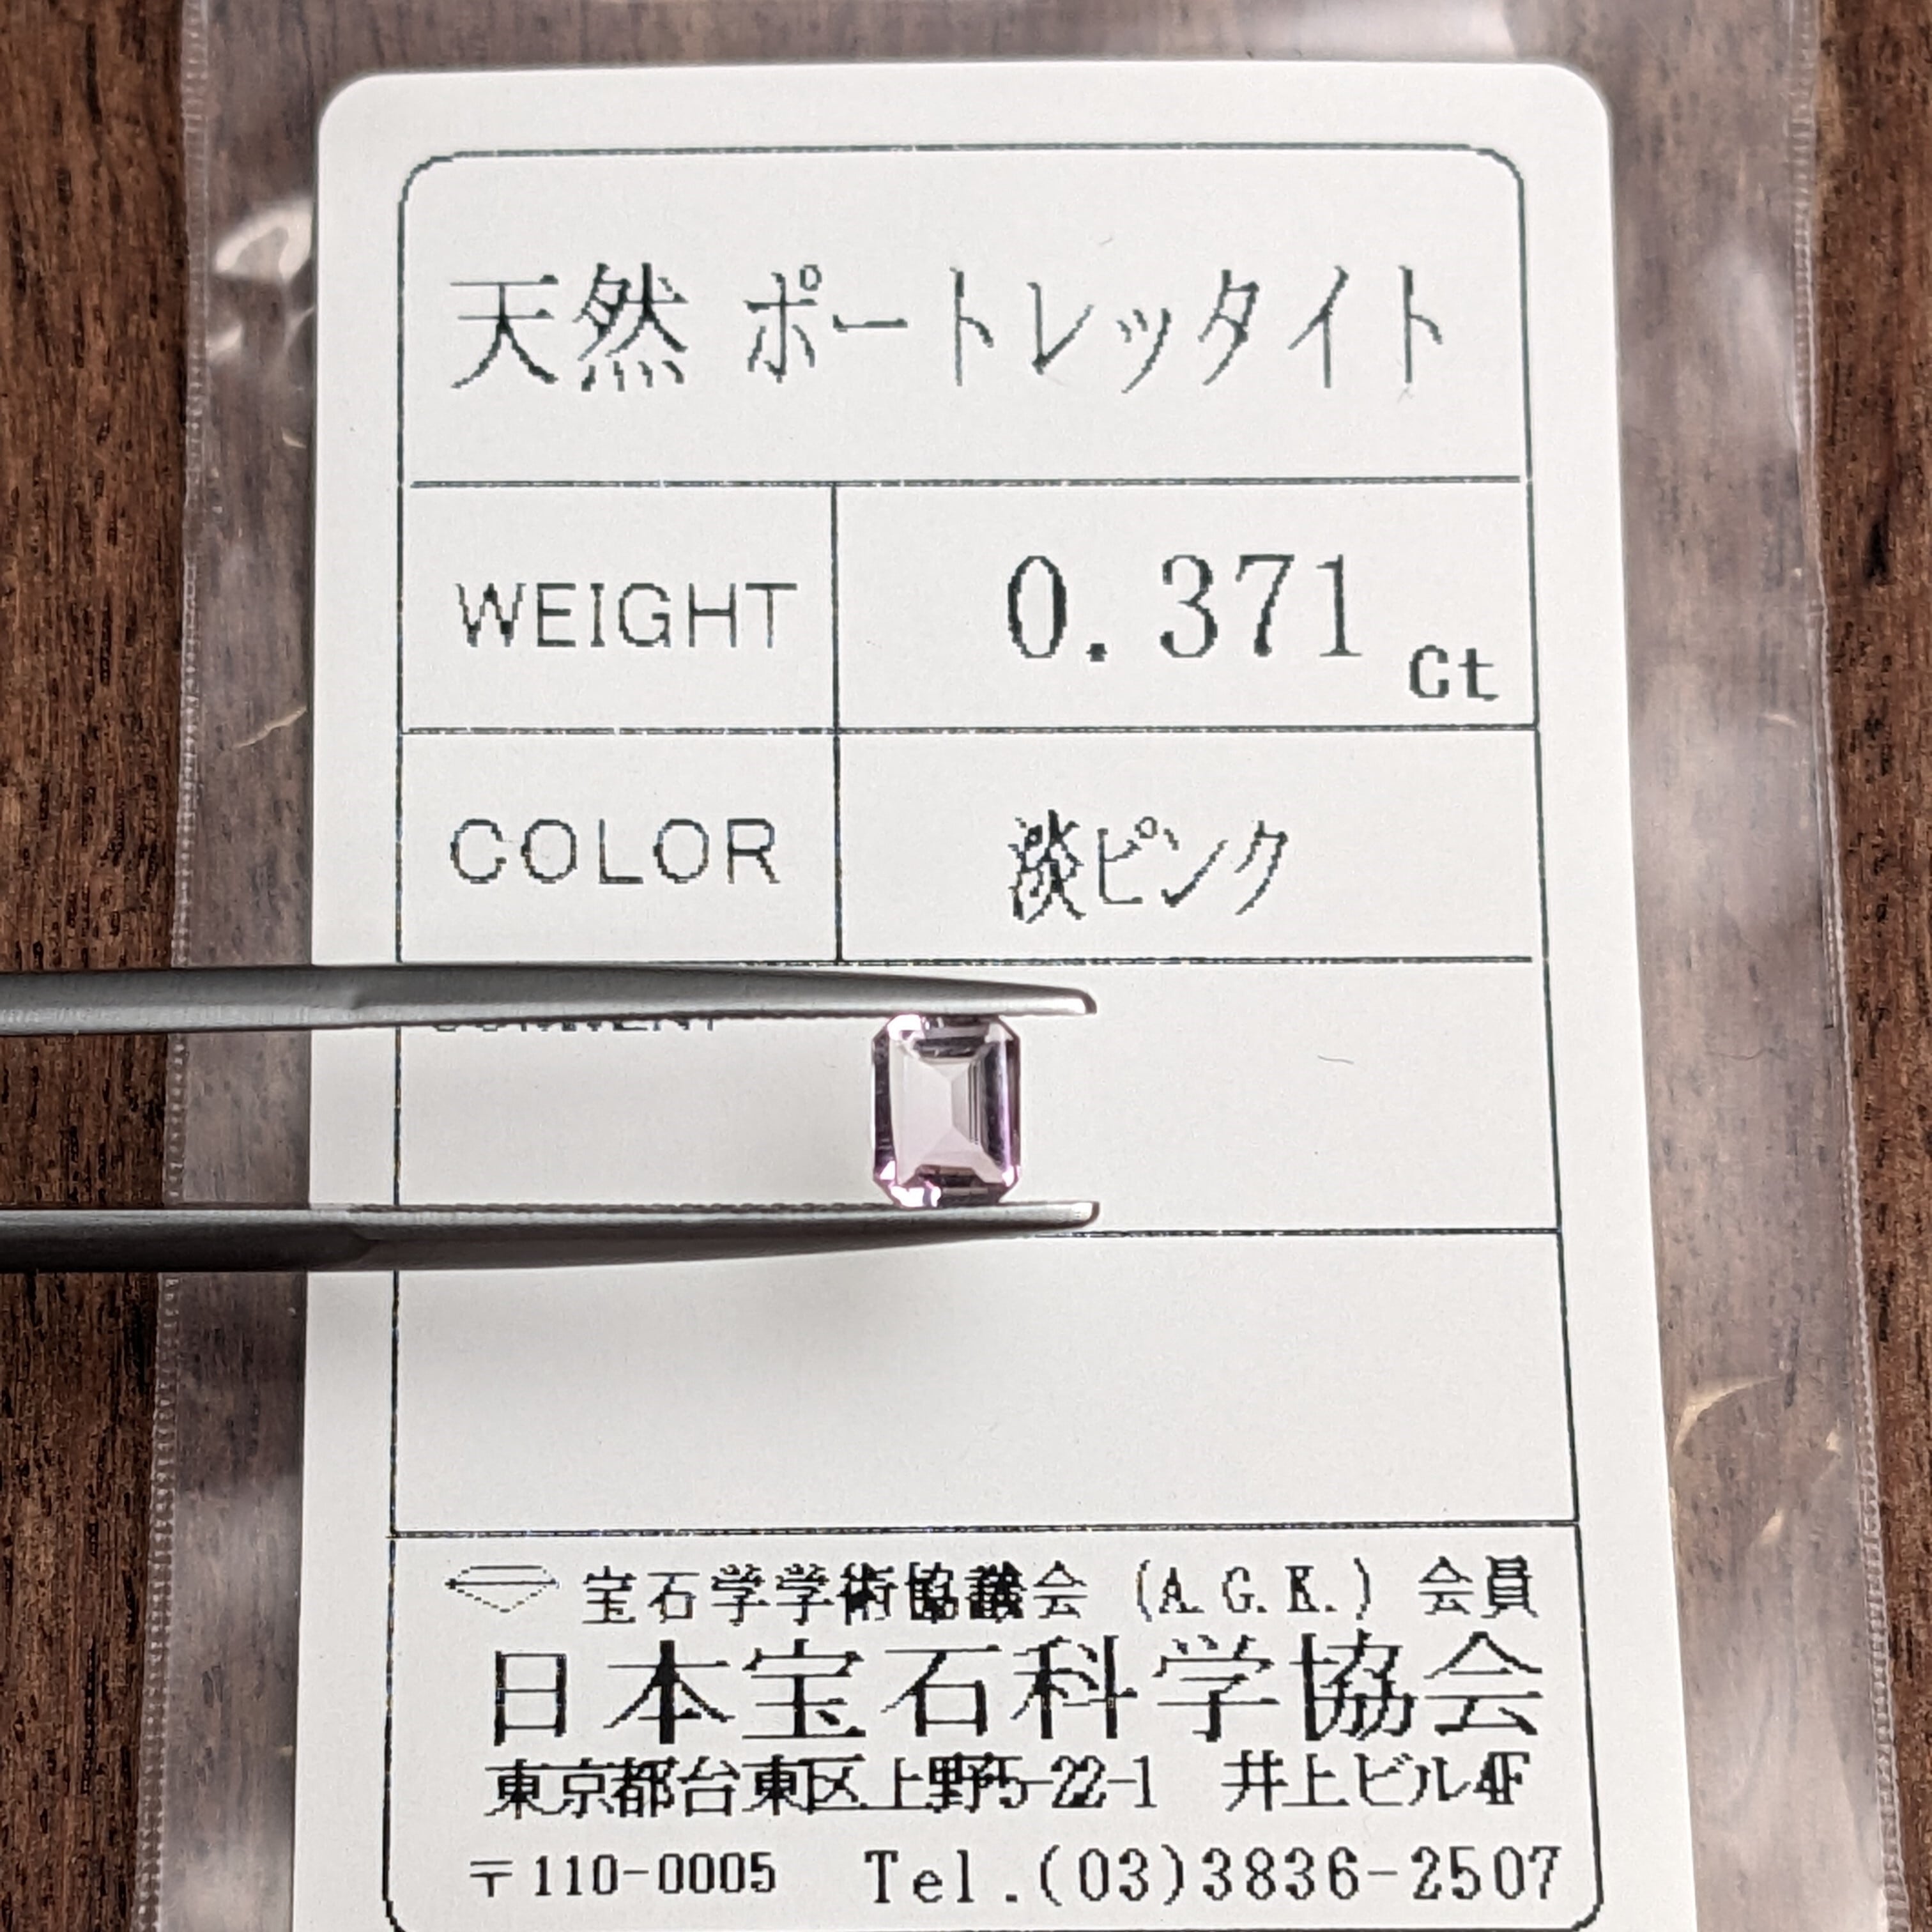 天然 ポートレッタイト
WEIGHT 0.371 Ct
COLOR 淡ピンク
COMMENT
宝石学学術協議会 (A.G.K.) 会員
日本宝石科学協会
東京都台東区上野5-22-1 井上ビル4F
〒110-0005 Tel.(03)3836-2507